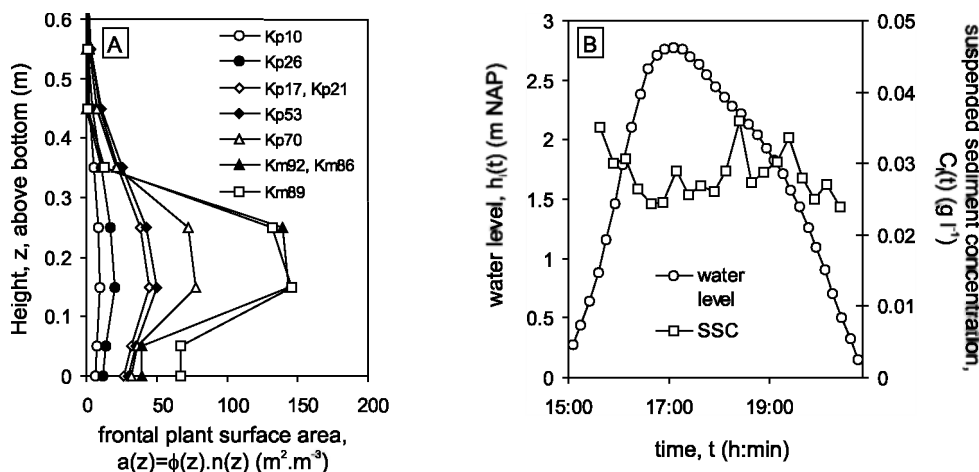 A
0.6
0.5
0.4
0.3
0.2
0.1
0
Height, z, above bottom (m)
0 50 100 150 200
frontal plant surface area,
a(z)=ϕ(z).n(z) (m².m⁻³)
Kp10
Kp26
Kp17, Kp21
Kp53
Kp70
Km92, Km86
Km89
B
3
2.5
2
1.5
1
0.5
0
water level, hᵢ(t) (m NAP)
15:00 17:00 19:00
time, t (h:min)
water
level
SSC
0.05
0.04
0.03
0.02
0.01
0
suspended sediment concentration,
Cᵢ(t) (g l⁻¹)